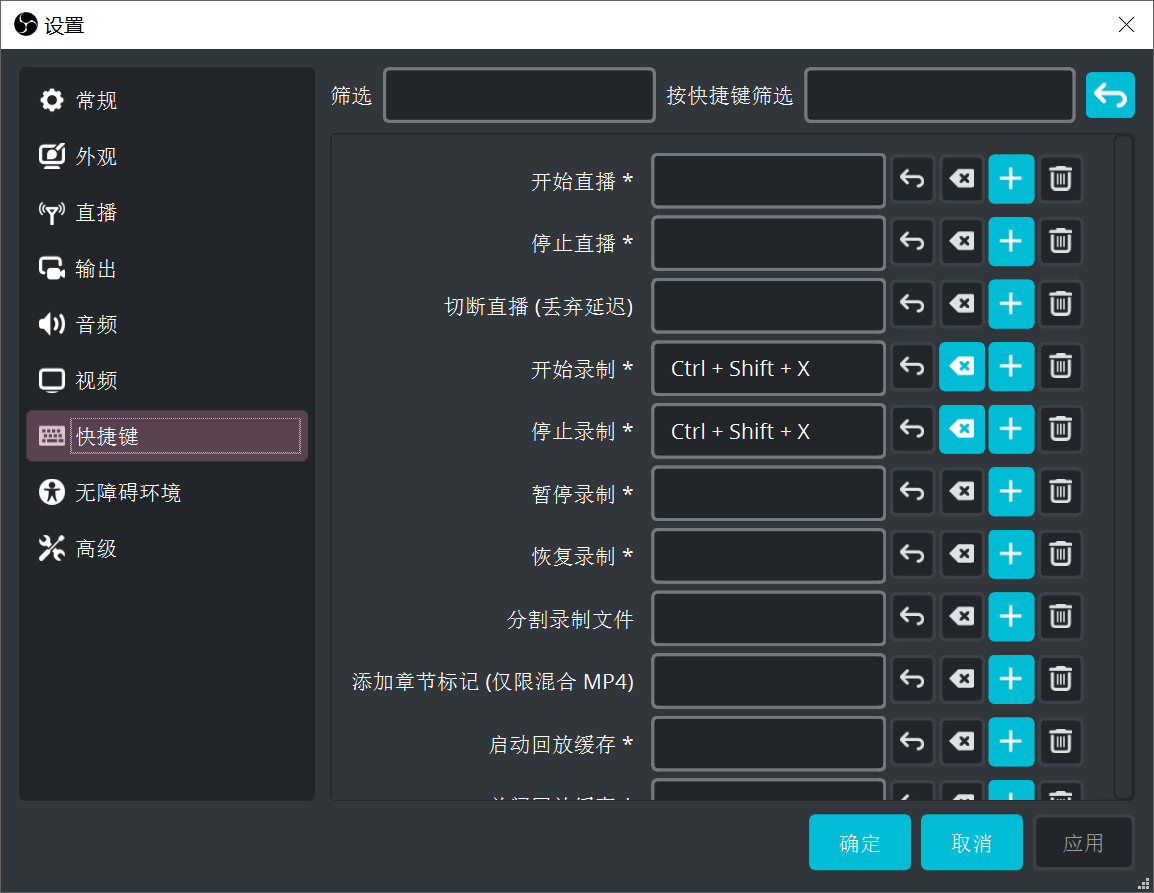 设置
常规
外观
直播
输出
音频
视频
快捷键
无障碍环境
高级
筛选
按快捷键筛选
开始直播 *
停止直播 *
切断直播 (丢弃延迟)
开始录制 * Ctrl + Shift + X
停止录制 * Ctrl + Shift + X
暂停录制 *
恢复录制 *
分割录制文件
添加章节标记 (仅限混合 MP4)
启动回放缓存 *
确定 取消 应用